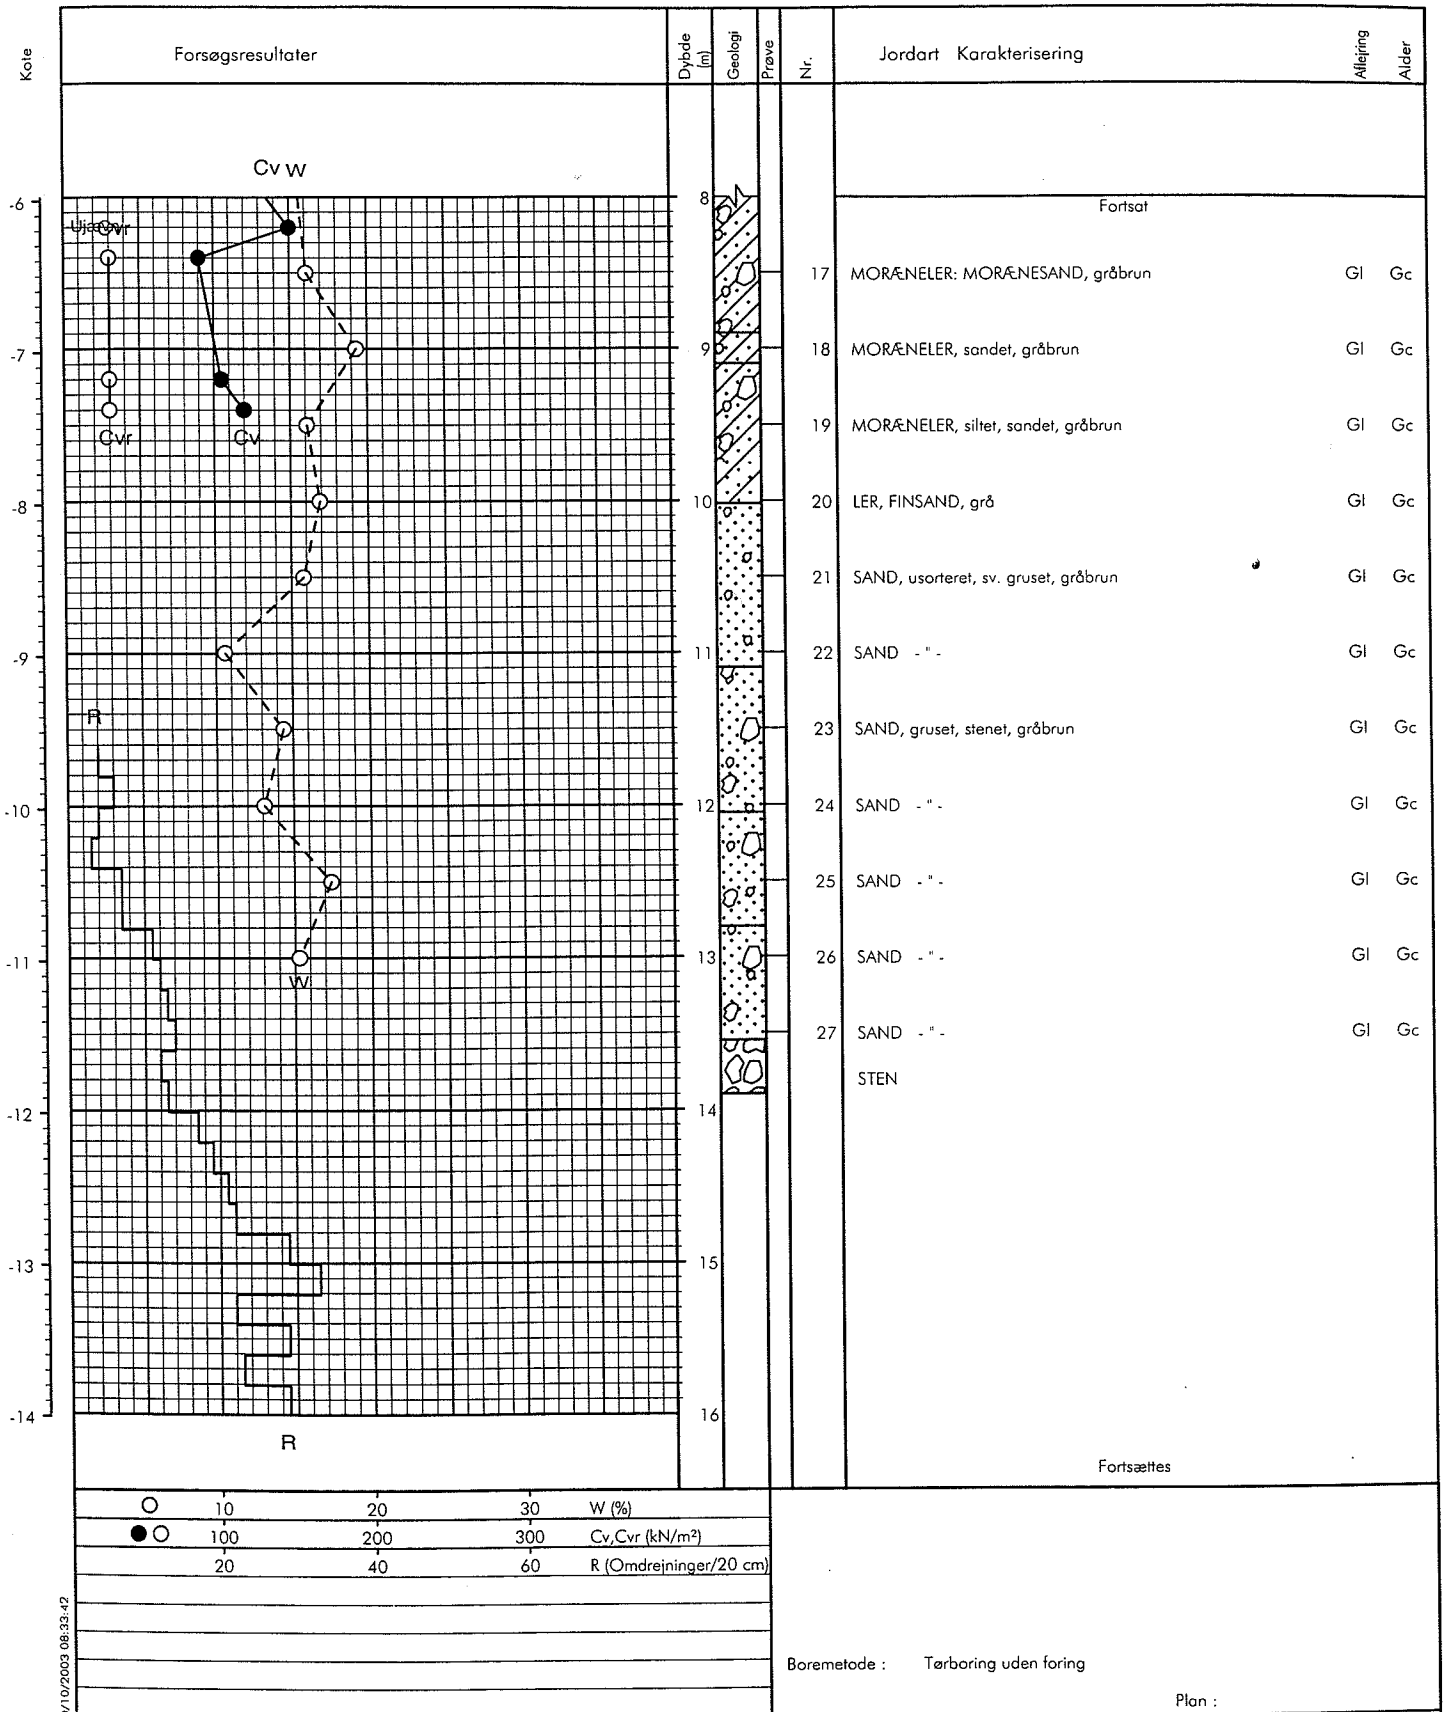 Kote
Forsøgsresultater
Dybde (m)
Geologi
Prøve
Nr.
Jordart Karakterisering
Aflejring
Alder
Cv W
-6
8
Fortsat
Cvr
17 MORÆNELER: MORÆNESAND, gråbrun Gl Gc
-7
9
18 MORÆNELER, sandet, gråbrun Gl Gc
Cvr
Cv
19 MORÆNELER, siltet, sandet, gråbrun Gl Gc
-8
10
20 LER, FINSAND, grå Gl Gc
21 SAND, usorteret, sv. gruset, gråbrun Gl Gc
-9
11
22 SAND - " - Gl Gc
R
23 SAND, gruset, stenet, gråbrun Gl Gc
-10
12
24 SAND - " - Gl Gc
25 SAND - " - Gl Gc
-11
13
26 SAND - " - Gl Gc
W
27 SAND - " - Gl Gc
STEN
-12
14
-13
15
-14
16
R
Fortsættes
10 20 30 W (%)
100 200 300 Cv,Cvr (kN/m²)
20 40 60 R (Omdrejninger/20 cm)
/10/2003 08:33:42
Boremetode : Tørboring uden foring
Plan :